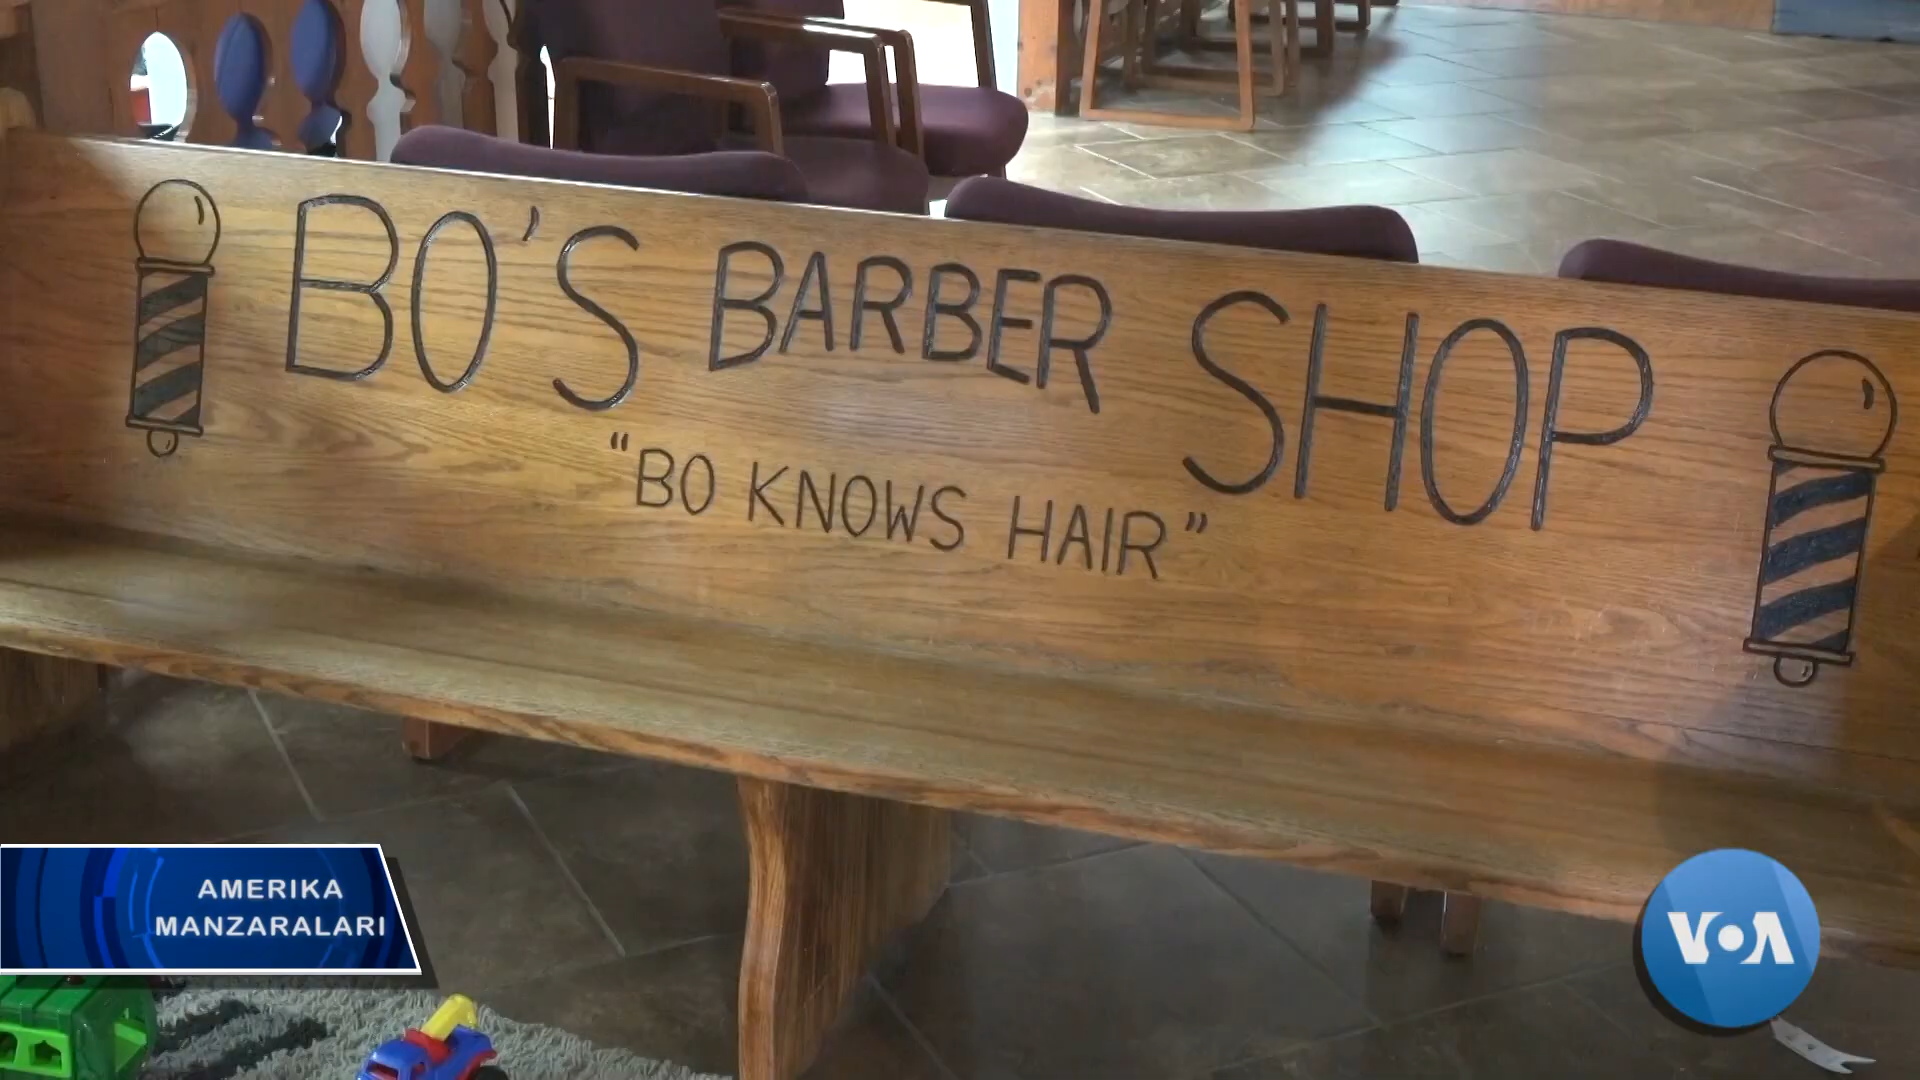 BO'S BARBER SHOP
"BO KNOWS HAIR"
AMERIKA
MANZARALARI
VOA